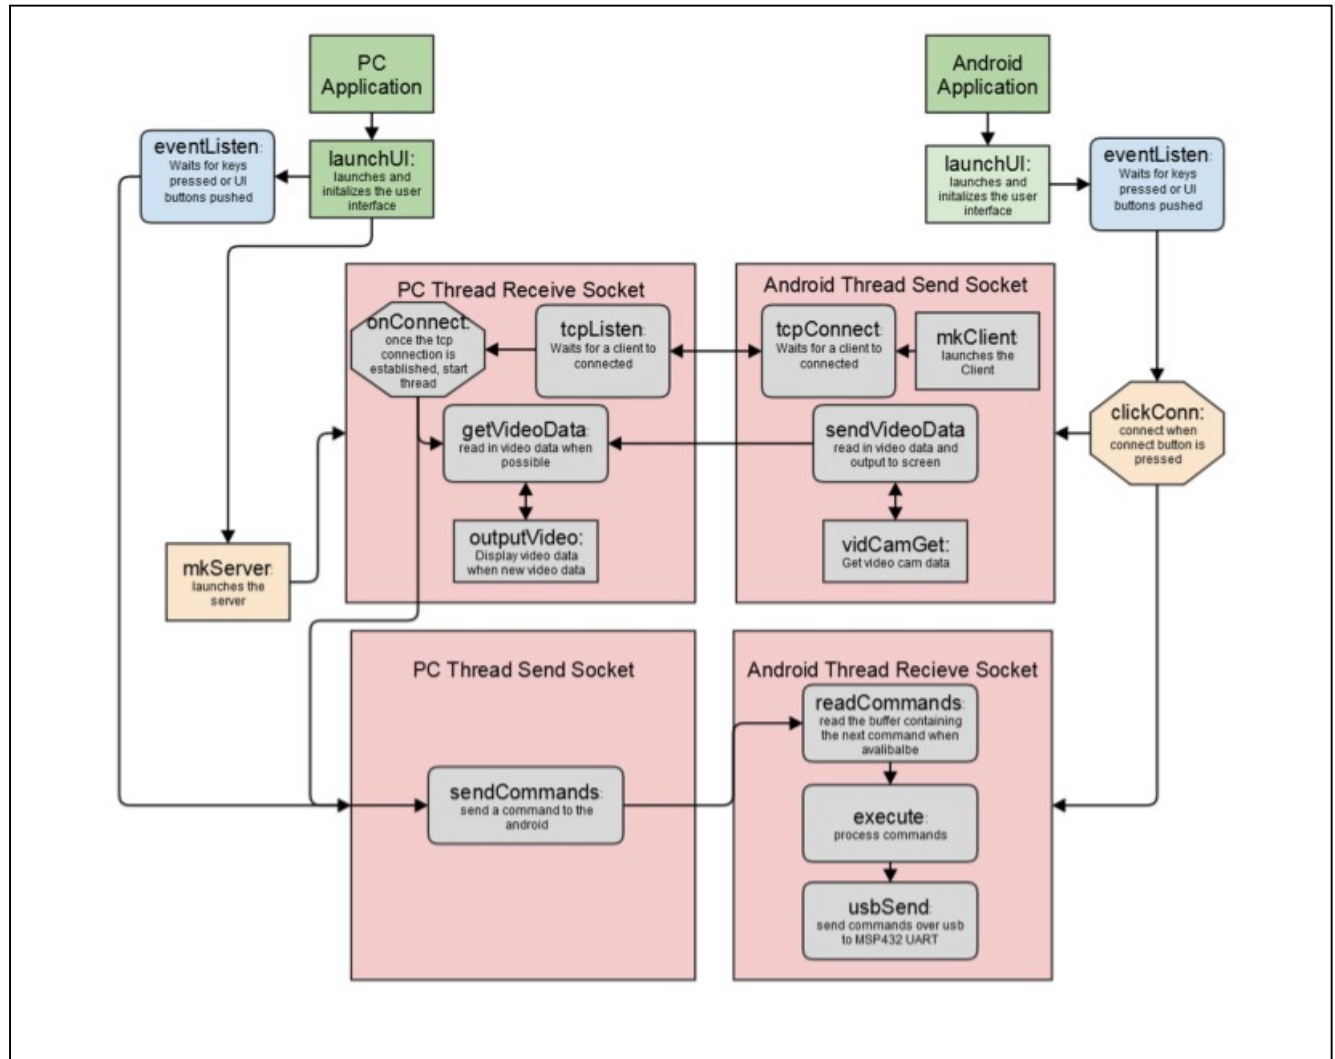 PC
Application
Android
Application
eventListen:
Waits for keys
pressed or UI
buttons pushed
launchUI:
launches and
initalizes the user
interface
launchUI:
launches and
initalizes the user
interface
eventListen:
Waits for keys
pressed or UI
buttons pushed
PC Thread Receive Socket
onConnect:
once the tcp
connection is
established, start
thread
tcpListen:
Waits for a client to
connected
getVideoData:
read in video data when
possible
outputVideo:
Display video data
when new video data
Android Thread Send Socket
tcpConnect:
Waits for a client to
connected
mkClient
launches the
Client
sendVideoData
read in video data and
output to screen
vidCamGet:
Get video cam data
clickConn:
connect when
connect button is
pressed
mkServer:
launches the
server
PC Thread Send Socket
sendCommands:
send a command to the
android
Android Thread Recieve Socket
readCommands:
read the buffer containing
the next command when
avalibalbe
execute:
process commands
usbSend:
send commands over usb
to MSP432 UART